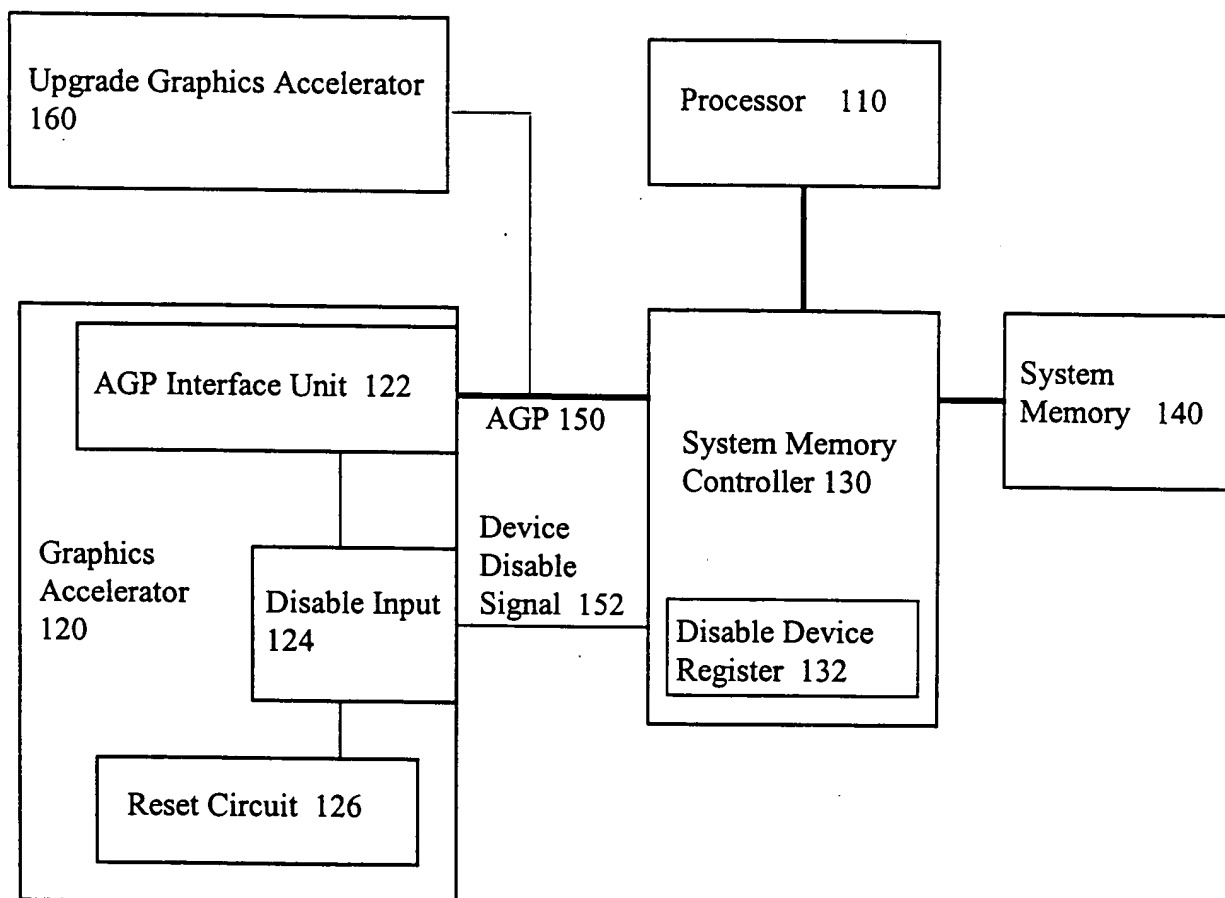 Upgrade Graphics Accelerator
160
Processor 110
AGP Interface Unit 122
AGP 150
System Memory
Controller 130
System
Memory 140
Graphics
Accelerator
120
Disable Input
124
Device
Disable
Signal 152
Disable Device
Register 132
Reset Circuit 126